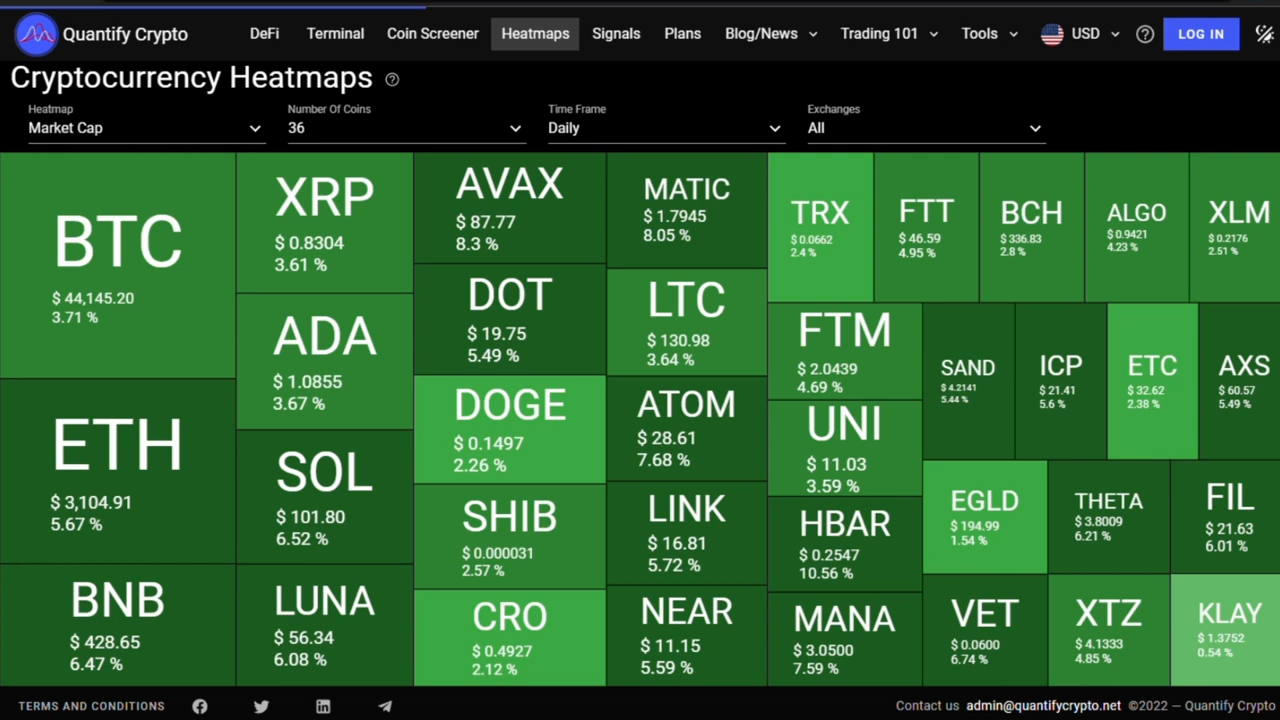 Quantify Crypto DeFi Terminal Coin Screener Heatmaps Signals Plans Blog/News Trading 101 Tools USD LOG IN
Cryptocurrency Heatmaps
Heatmap
Market Cap
Number Of Coins
36
Time Frame
Daily
Exchanges
All
BTC
$ 44,145.20
3.71 %
ETH
$ 3,104.91
5.67 %
BNB
$ 428.65
6.47 %
XRP
$ 0.8304
3.61 %
ADA
$ 1.0855
3.67 %
SOL
$ 101.80
6.52 %
LUNA
$ 56.34
6.08 %
AVAX
$ 87.77
8.3 %
DOT
$ 19.75
5.49 %
DOGE
$ 0.1497
2.26 %
SHIB
$ 0.000031
2.57 %
CRO
$ 0.4927
2.12 %
MATIC
$ 1.7945
8.05 %
LTC
$ 130.98
3.64 %
ATOM
$ 28.61
7.68 %
LINK
$ 16.81
5.72 %
NEAR
$ 11.15
5.59 %
TRX
$ 0.0662
2.4 %
FTT
$ 46.59
4.95 %
BCH
$ 336.83
2.8 %
ALGO
$ 0.9421
4.23 %
XLM
$ 0.2176
2.51 %
FTM
$ 2.0439
4.69 %
UNI
$ 11.03
3.59 %
HBAR
$ 0.2547
10.56 %
MANA
$ 3.0500
7.59 %
SAND
$ 4.2141
5.44 %
ICP
$ 21.41
5.6 %
ETC
$ 32.62
2.38 %
AXS
$ 60.57
5.49 %
EGLD
$ 194.99
1.54 %
THETA
$ 3.8009
6.21 %
FIL
$ 21.63
6.01 %
VET
$ 0.0600
6.74 %
XTZ
$ 4.1333
4.85 %
KLAY
$ 1.3752
0.54 %
TERMS AND CONDITIONS Contact us admin@quantifycrypto.net ©2022 — Quantify Crypto